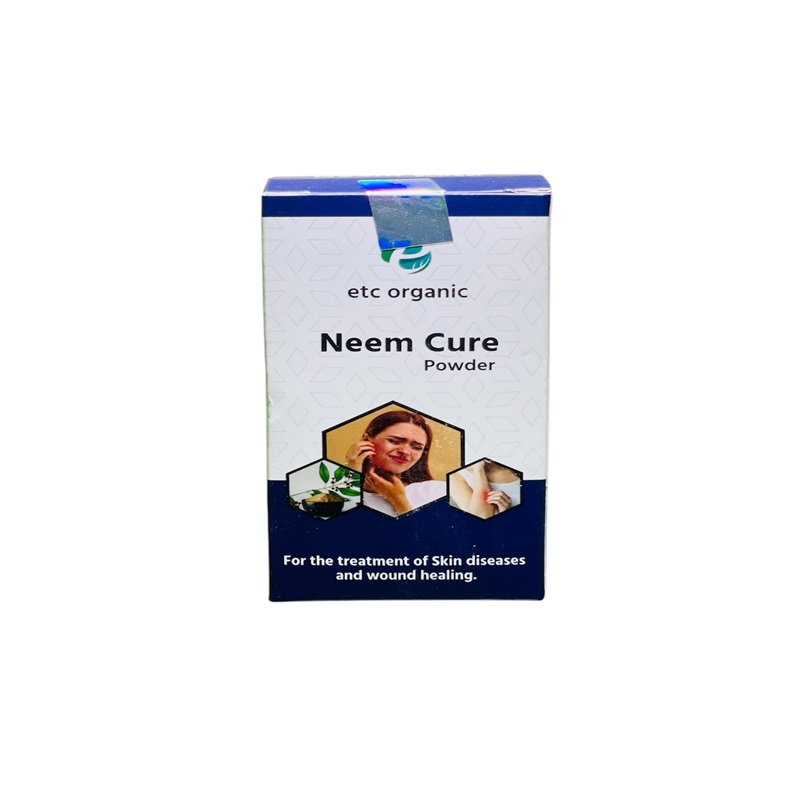 etc organic
Neem Cure
Powder
For the treatment of Skin diseases
and wound healing.